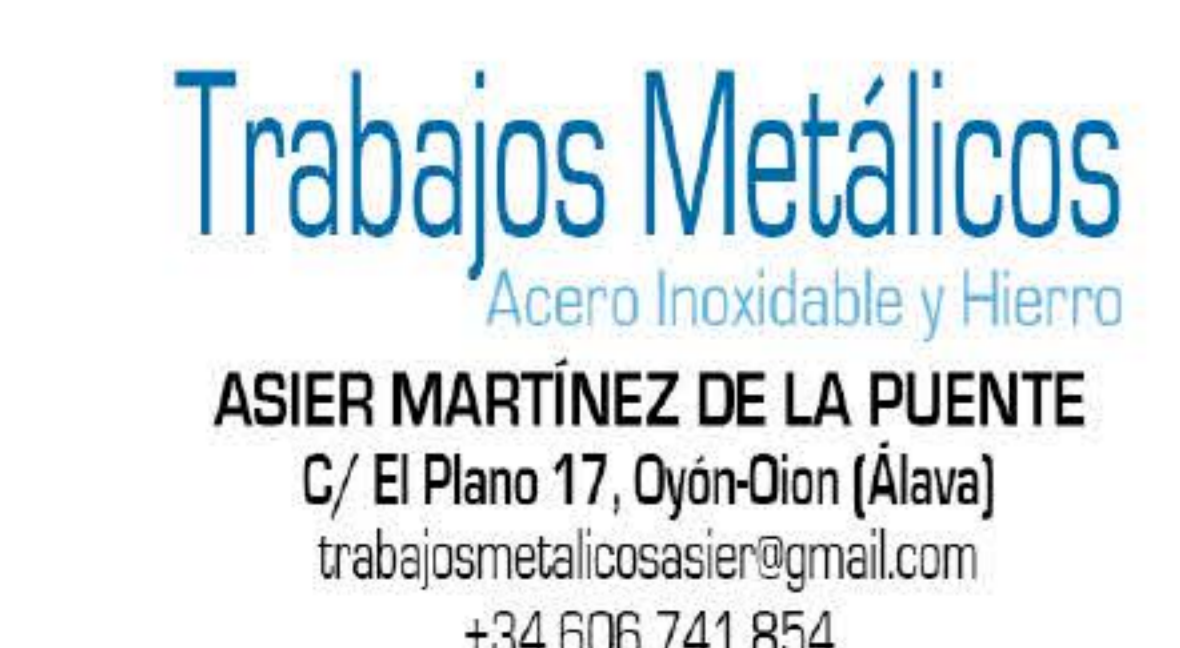 Trabajos Metálicos
Acero Inoxidable y Hierro
ASIER MARTÍNEZ DE LA PUENTE
C/ El Plano 17, Oyón-Oion (Álava)
trabajosmetalicosasier@gmail.com
+34 606 741 854